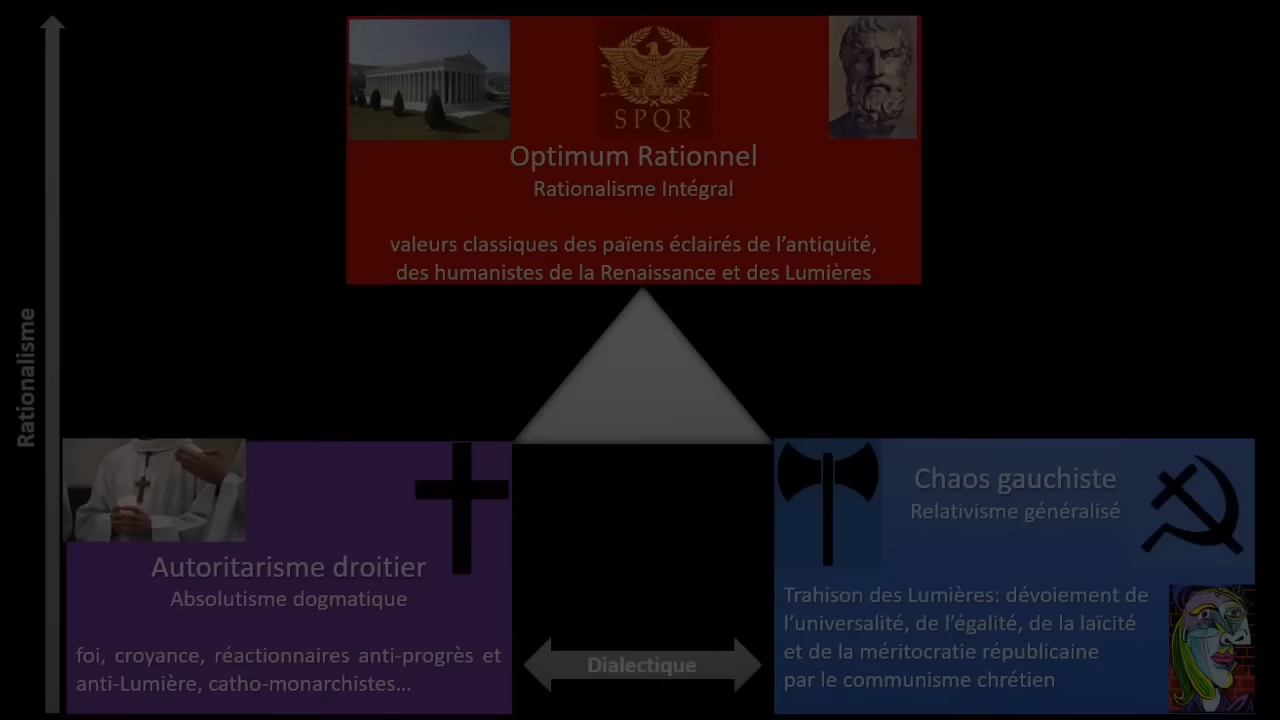 SPQR
Optimum Rationnel
Rationalisme Intégral
valeurs classiques des païens éclairés de l’antiquité,
des humanistes de la Renaissance et des Lumières
Rationalisme
Autoritarisme droitier
Absolutisme dogmatique
foi, croyance, réactionnaires anti-progrès et
anti-Lumière, catho-monarchistes...
Dialectique
Chaos gauchiste
Relativisme généralisé
Trahison des Lumières: dévoiement de
l’universalité, de l’égalité, de la laïcité
et de la méritocratie républicaine
par le communisme chrétien